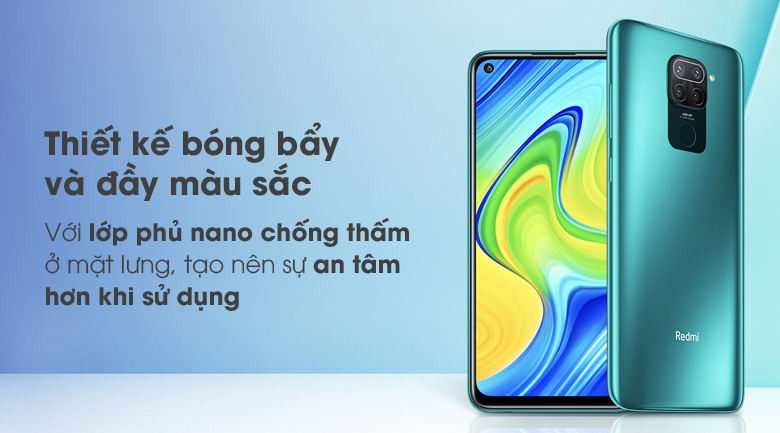 Thiết kế bóng bẩy
và đầy màu sắc
Với lớp phủ nano chống thấm
ở mặt lưng, tạo nên sự an tâm
hơn khi sử dụng
Redmi